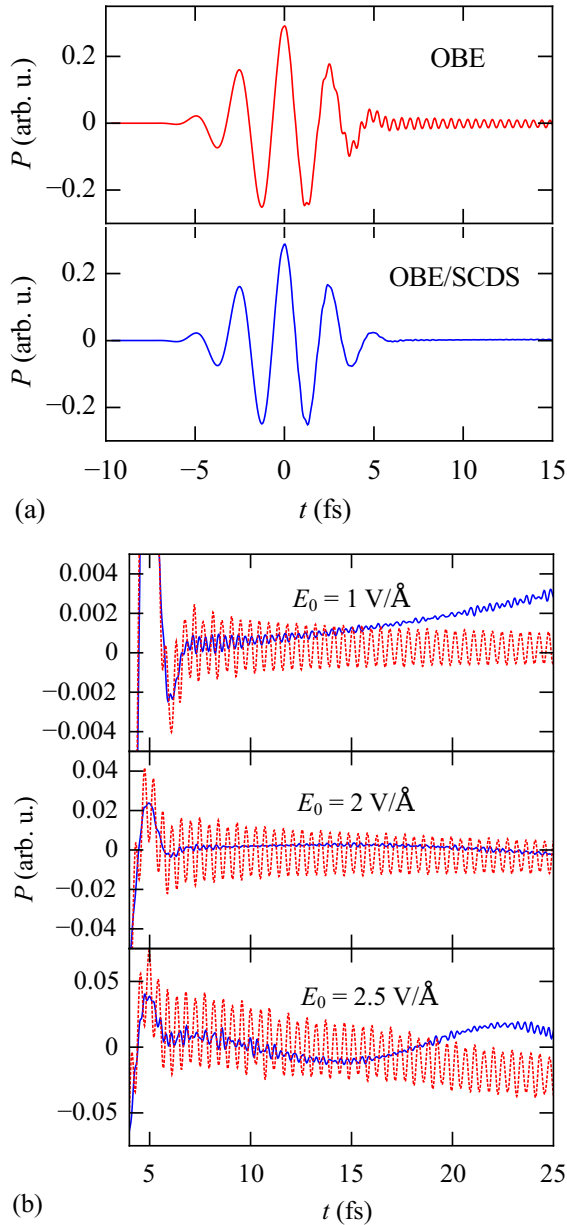 OBE
P (arb. u.)
0.2
0
−0.2
OBE/SCDS
P (arb. u.)
0.2
0
−0.2
−10 −5 0 5 10 15
(a)
t (fs)
E0 = 1 V/Å
0.004
0.002
0
−0.002
−0.004
E0 = 2 V/Å
P (arb. u.)
0.04
0.02
0
−0.02
−0.04
E0 = 2.5 V/Å
0.05
0
−0.05
5 10 15 20 25
(b)
t (fs)